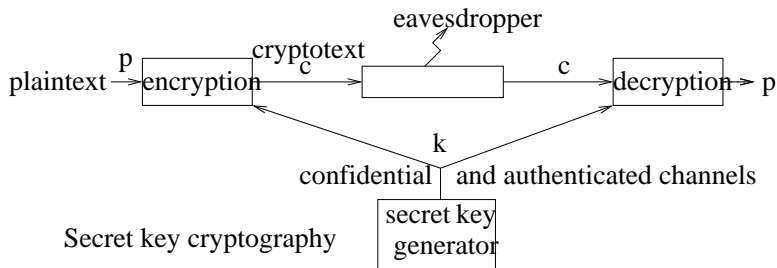 eavesdropper
cryptotext
p
c
c
plaintext
encryption
decryption
p
k
confidential and authenticated channels
secret key
generator
Secret key cryptography